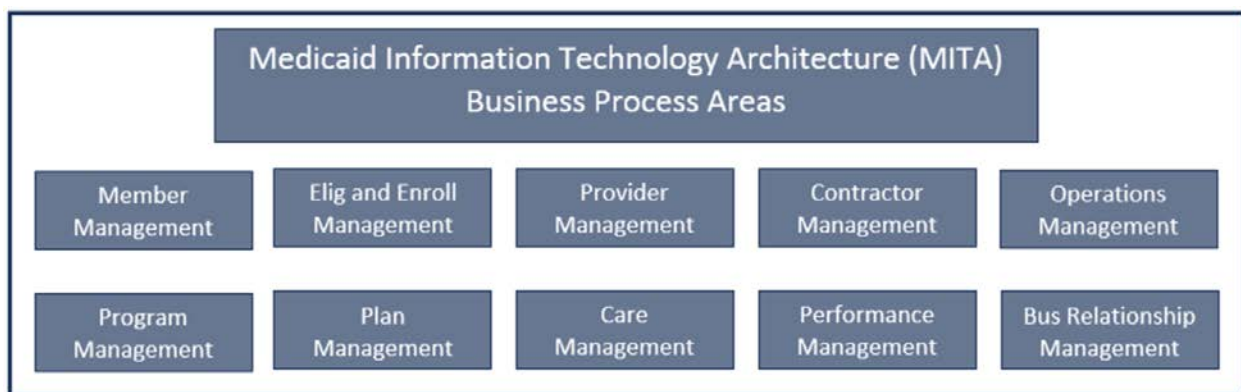 Medicaid Information Technology Architecture (MITA)
Business Process Areas
Member
Management
Elig and Enroll
Management
Provider
Management
Contractor
Management
Operations
Management
Program
Management
Plan
Management
Care
Management
Performance
Management
Bus Relationship
Management